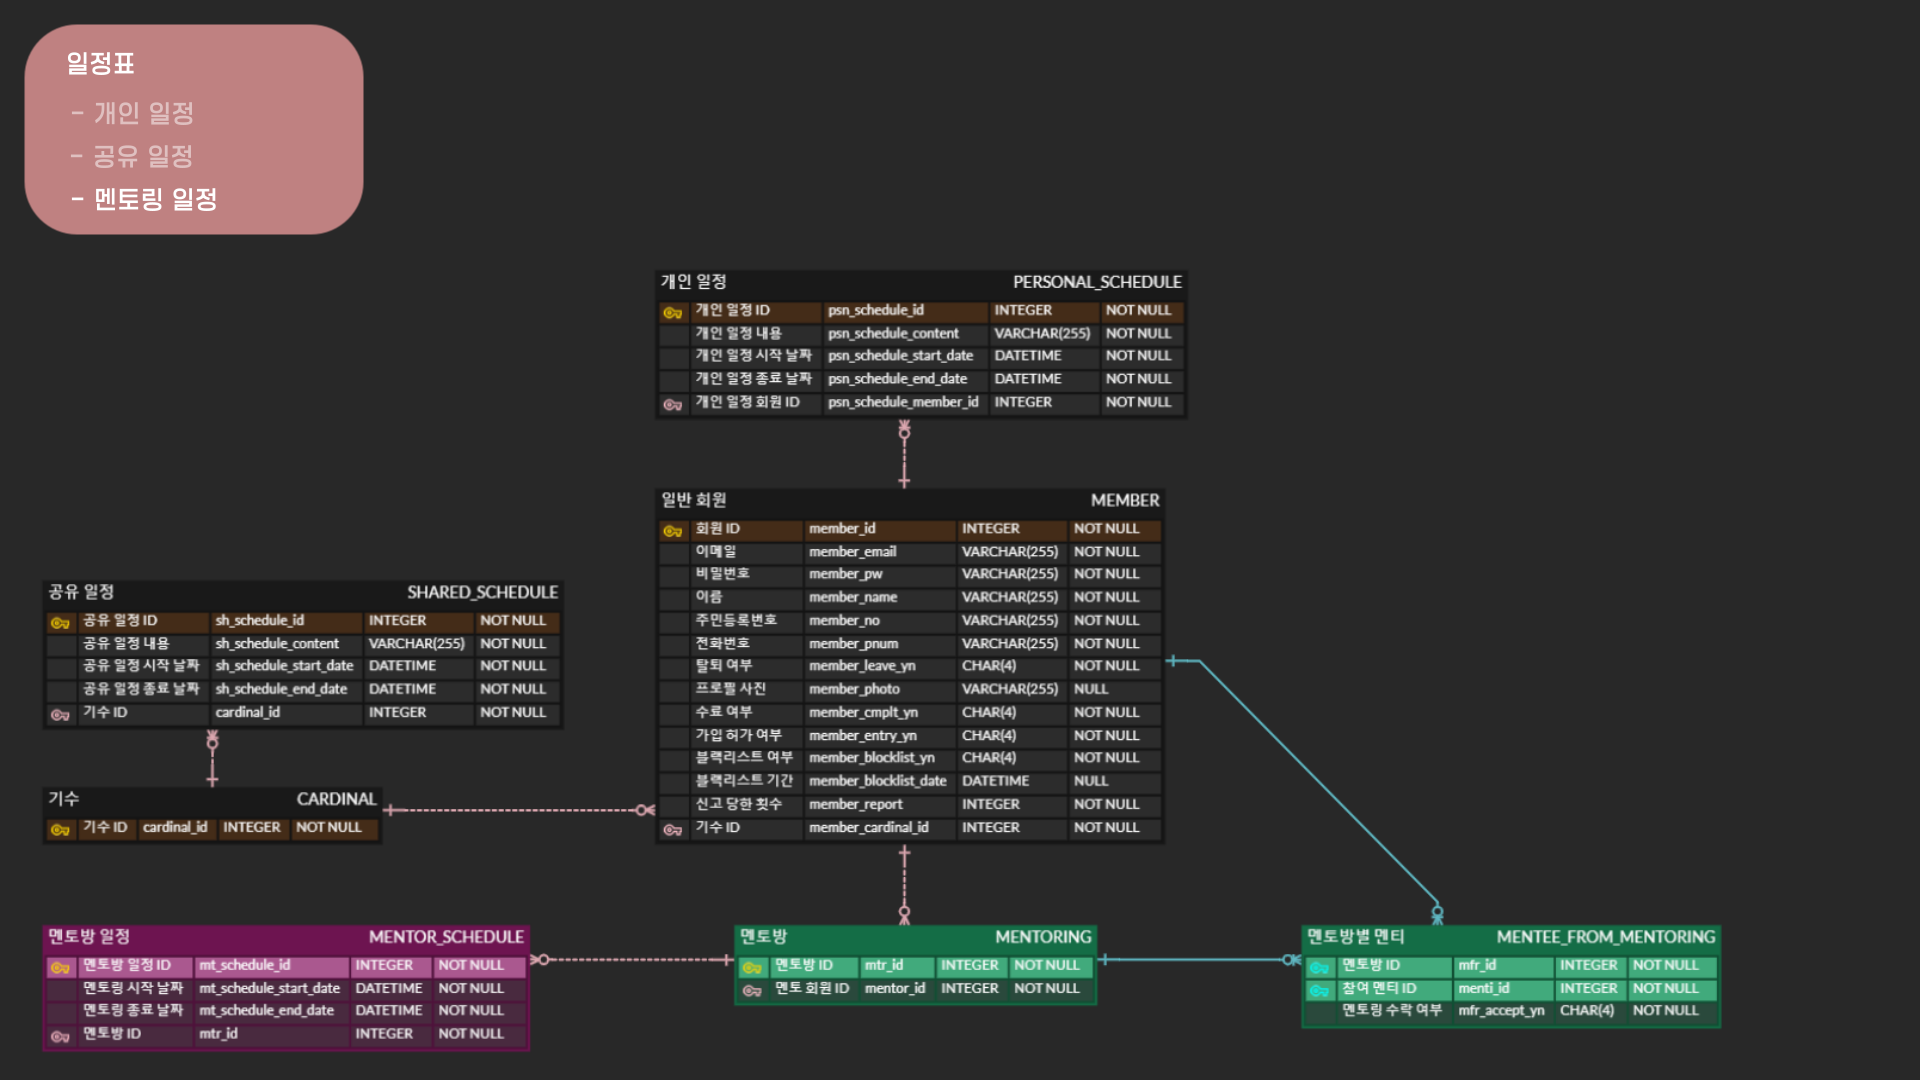 일정표
- 개인 일정
- 공유 일정
- 멘토링 일정
개인 일정 PERSONAL_SCHEDULE
개인 일정 ID psn_schedule_id INTEGER NOT NULL
개인 일정 내용 psn_schedule_content VARCHAR(255) NOT NULL
개인 일정 시작 날짜 psn_schedule_start_date DATETIME NOT NULL
개인 일정 종료 날짜 psn_schedule_end_date DATETIME NOT NULL
개인 일정 회원 ID psn_schedule_member_id INTEGER NOT NULL
일반 회원 MEMBER
회원 ID member_id INTEGER NOT NULL
이메일 member_email VARCHAR(255) NOT NULL
비밀번호 member_pw VARCHAR(255) NOT NULL
이름 member_name VARCHAR(255) NOT NULL
주민등록번호 member_no VARCHAR(255) NOT NULL
전화번호 member_pnum VARCHAR(255) NOT NULL
탈퇴 여부 member_leave_yn CHAR(4) NOT NULL
프로필 사진 member_photo VARCHAR(255) NULL
수료 여부 member_cmplt_yn CHAR(4) NOT NULL
가입 허가 여부 member_entry_yn CHAR(4) NOT NULL
블랙리스트 여부 member_blocklist_yn CHAR(4) NOT NULL
블랙리스트 기간 member_blocklist_date DATETIME NULL
신고 당한 횟수 member_report INTEGER NOT NULL
기수 ID member_cardinal_id INTEGER NOT NULL
공유 일정 SHARED_SCHEDULE
공유 일정 ID sh_schedule_id INTEGER NOT NULL
공유 일정 내용 sh_schedule_content VARCHAR(255) NOT NULL
공유 일정 시작 날짜 sh_schedule_start_date DATETIME NOT NULL
공유 일정 종료 날짜 sh_schedule_end_date DATETIME NOT NULL
기수 ID cardinal_id INTEGER NOT NULL
기수 CARDINAL
기수 ID cardinal_id INTEGER NOT NULL
멘토방 일정 MENTOR_SCHEDULE
멘토방 일정 ID mt_schedule_id INTEGER NOT NULL
멘토링 시작 날짜 mt_schedule_start_date DATETIME NOT NULL
멘토링 종료 날짜 mt_schedule_end_date DATETIME NOT NULL
멘토방 ID mtr_id INTEGER NOT NULL
멘토방 MENTORING
멘토방 ID mtr_id INTEGER NOT NULL
멘토 회원 ID mentor_id INTEGER NOT NULL
멘토방별 멘티 MENTEE_FROM_MENTORING
멘토방 ID mfr_id INTEGER NOT NULL
참여 멘티 ID menti_id INTEGER NOT NULL
멘토링 수락 여부 mfr_accept_yn CHAR(4) NOT NULL